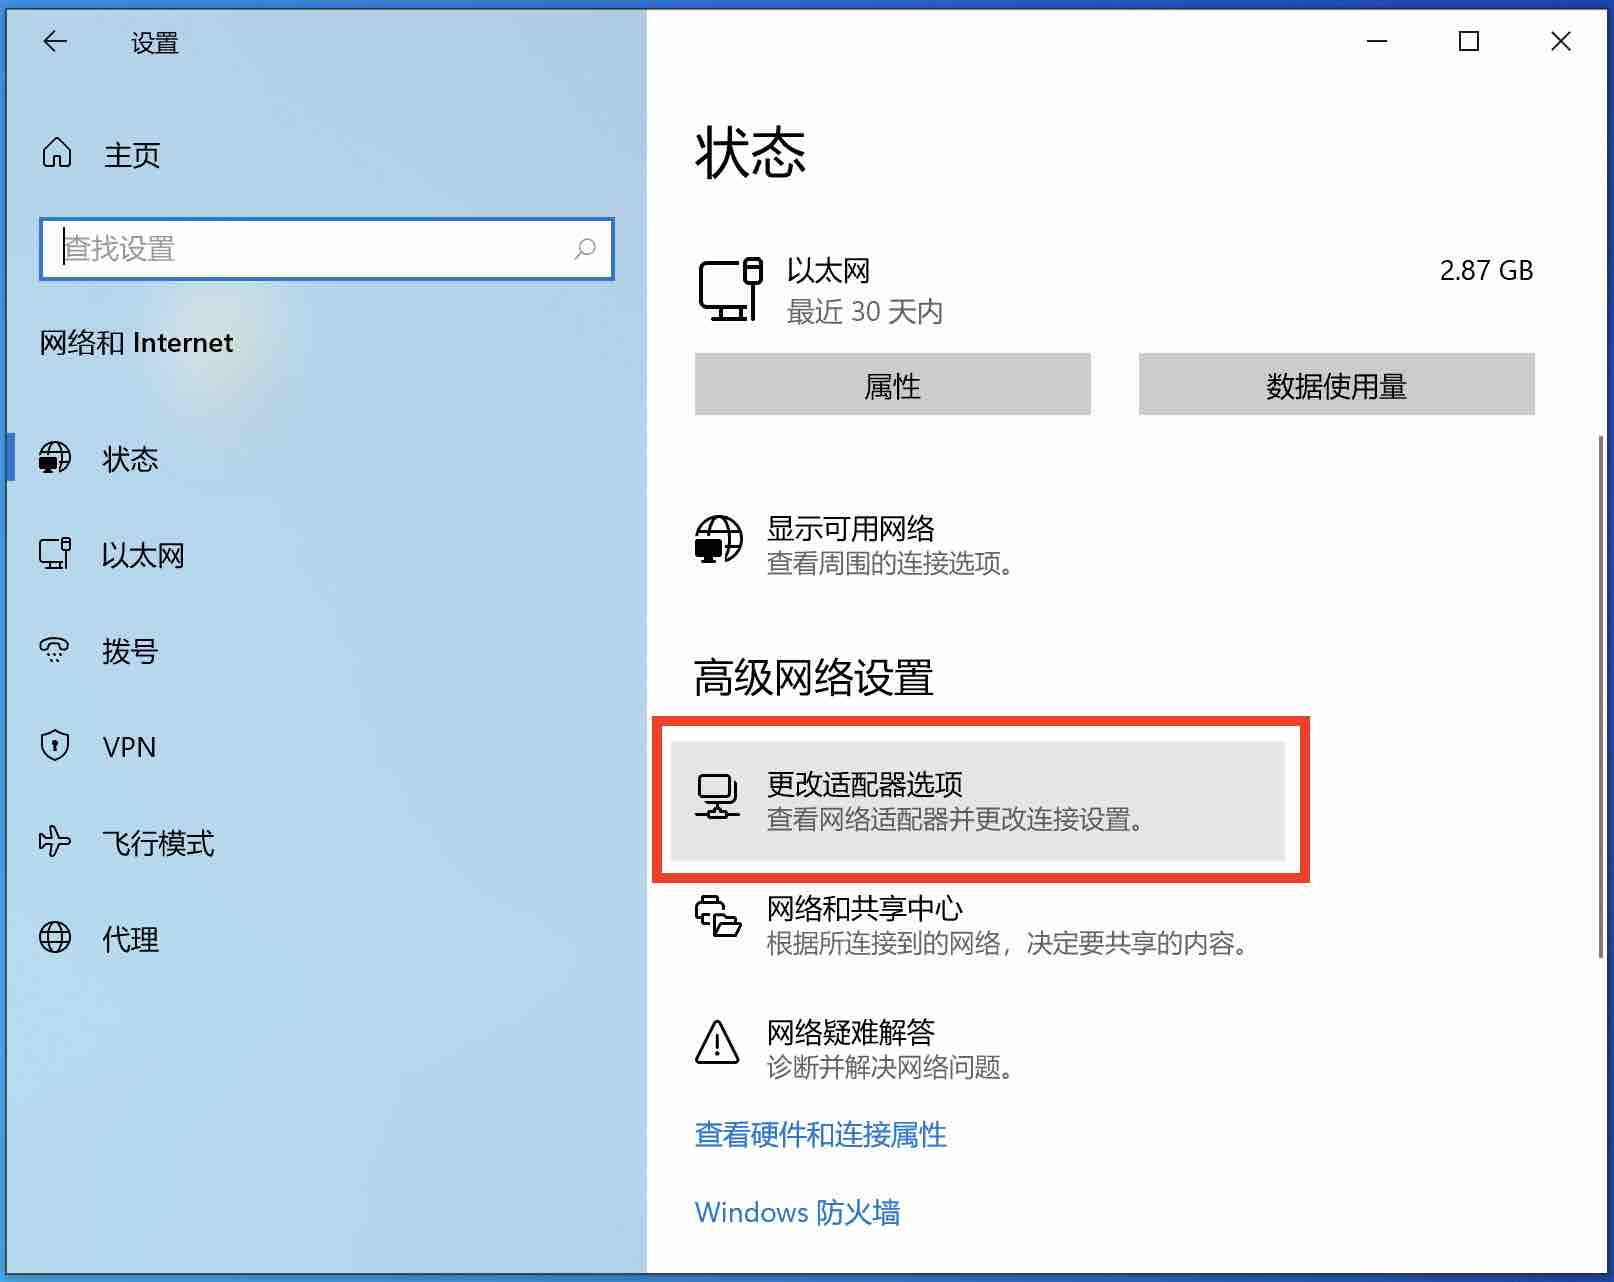 设置
主页
查找设置
网络和 Internet
状态
以太网
拨号
VPN
飞行模式
代理
状态
以太网
最近 30 天内
2.87 GB
属性
数据使用量
显示可用网络
查看周围的连接选项。
高级网络设置
更改适配器选项
查看网络适配器并更改连接设置。
网络和共享中心
根据所连接到的网络，决定要共享的内容。
网络疑难解答
诊断并解决网络问题。
查看硬件和连接属性
Windows 防火墙